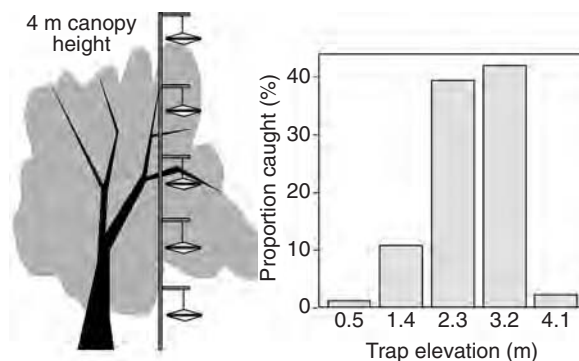 4 m canopy
height
Proportion caught (%)
40
30
20
10
0
0.5 1.4 2.3 3.2 4.1
Trap elevation (m)